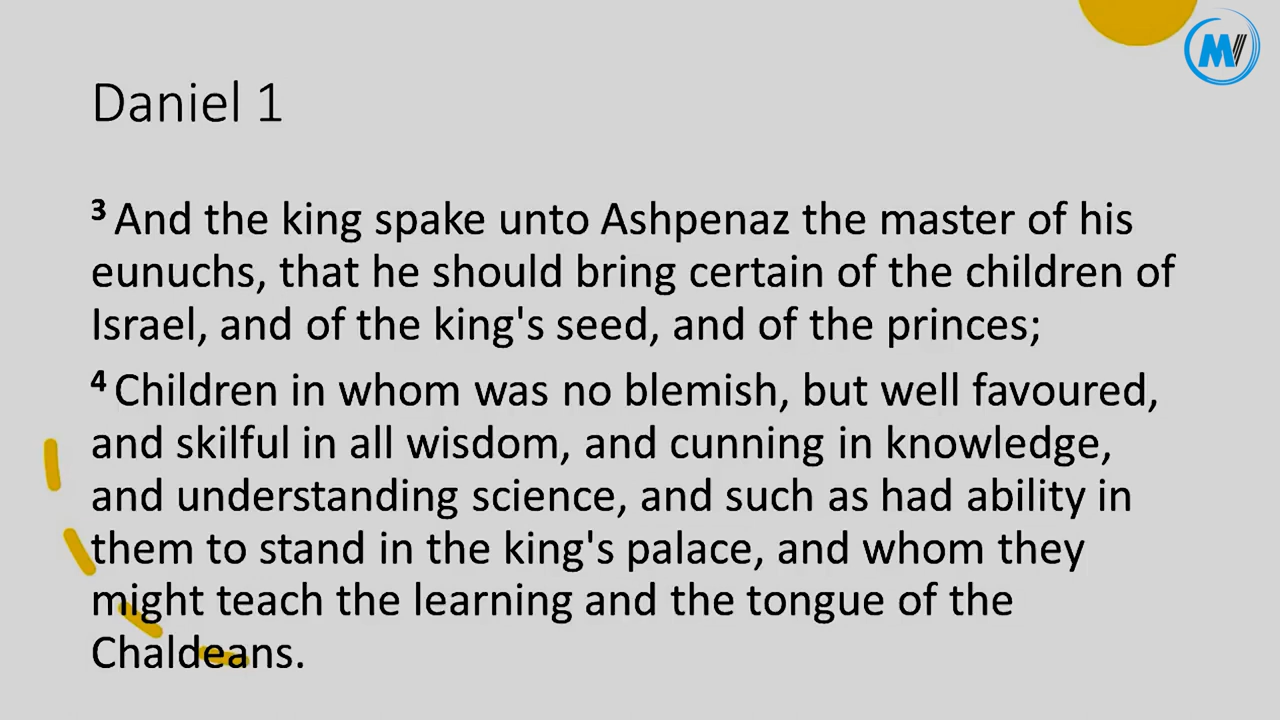 Daniel 1
3 And the king spake unto Ashpenaz the master of his
eunuchs, that he should bring certain of the children of
Israel, and of the king's seed, and of the princes;
4 Children in whom was no blemish, but well favoured,
and skilful in all wisdom, and cunning in knowledge,
and understanding science, and such as had ability in
them to stand in the king's palace, and whom they
might teach the learning and the tongue of the
Chaldeans.